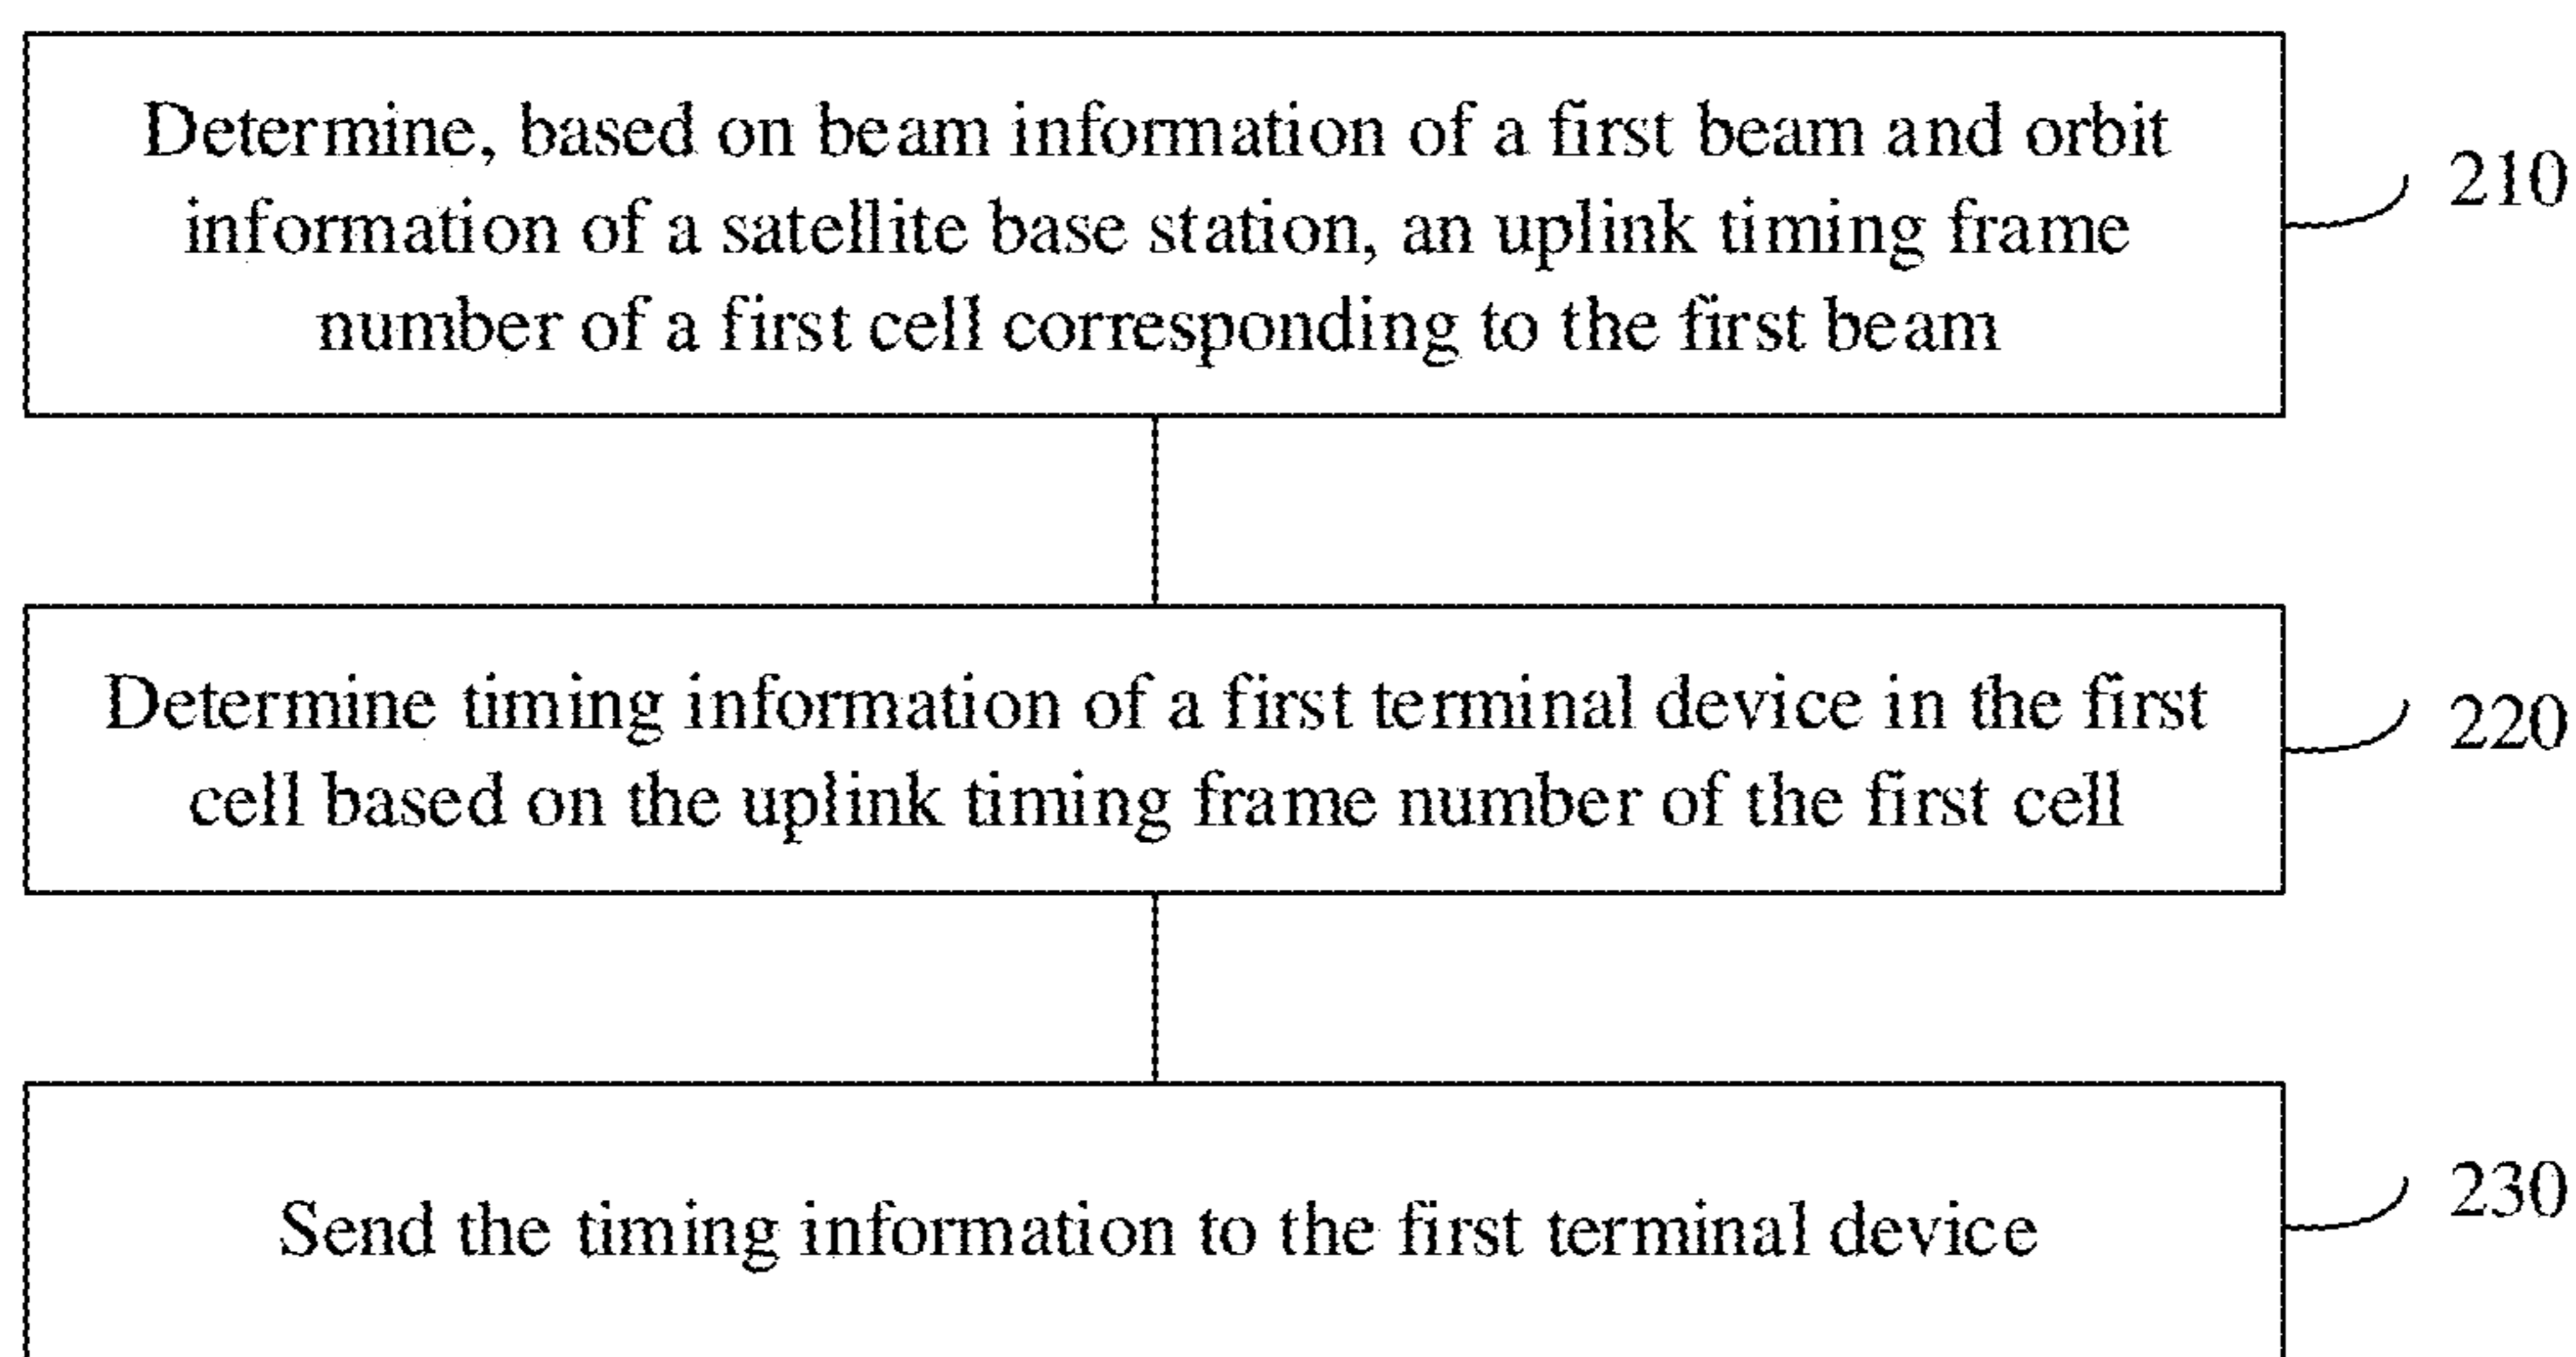 Determine, based on beam information of a first beam and orbit
information of a satellite base station, an uplink timing frame
number of a first cell corresponding to the first beam
210
Determine timing information of a first terminal device in the first
cell based on the uplink timing frame number of the first cell
220
Send the timing information to the first terminal device
230